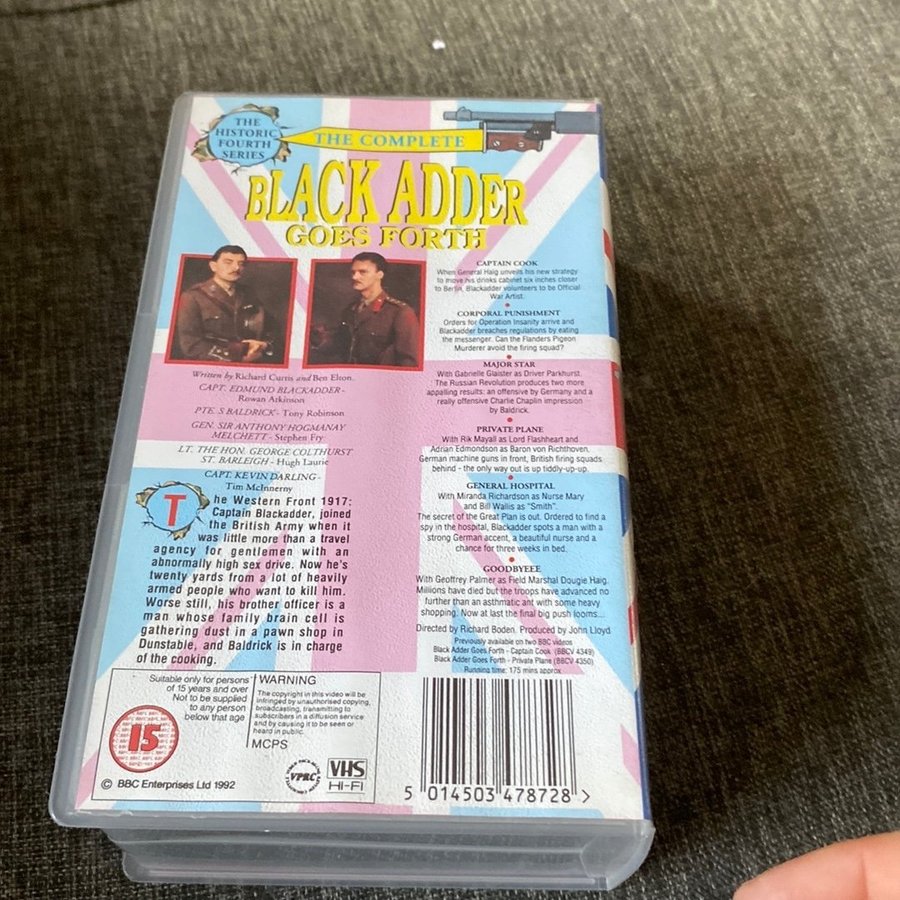 THE
HISTORIC
FOURTH
SERIES
THE COMPLETE
BLACK ADDER
GOES FORTH
Written by Richard Curtis and Ben Elton.
CAPT. EDMUND BLACKADDER-
Rowan Atkinson
PTE. S BALDRICK- Tony Robinson
GEN. SIR ANTHONY HOGMANAY
MELCHETT - Stephen Fry
LT. THE HON. GEORGE COLTHURST
ST. BARLEIGH - Hugh Laurie
CAPT. KEVIN DARLING-
Tim McInnerny
The Western Front 1917:
Captain Blackadder, joined
the British Army when it
was little more than a travel
agency for gentlemen with an
abnormally high sex drive. Now he's
twenty yards from a lot of heavily
armed people who want to kill him.
Worse still, his brother officer is a
man whose family brain cell is
gathering dust in a pawn shop in
Dunstable, and Baldrick is in charge
of the cooking.
CAPTAIN COOK
When General Haig unveils his new strategy
to move his drinks cabinet six inches closer
to Berlin, Blackadder volunteers to be Official
War Artist.
CORPORAL PUNISHMENT
Orders for Operation Insanity arrive and
Blackadder breaches regulations by eating
the messenger. Can the Flanders Pigeon
Murderer avoid the firing squad?
MAJOR STAR
With Gabrielle Glaister as Driver Parkhurst.
The Russian Revolution produces two more
appalling results: an offensive by Germany and a
really offensive Charlie Chaplin impression
by Baldrick.
PRIVATE PLANE
With Rik Mayall as Lord Flashheart and
Adrian Edmondson as Baron von Richthoven.
German machine guns in front, British firing squads
behind - the only way out is up tiddly-up-up.
GENERAL HOSPITAL
With Miranda Richardson as Nurse Mary
and Bill Wallis as "Smith".
The secret of the Great Plan is out. Ordered to find a
spy in the hospital, Blackadder spots a man with a
strong German accent, a beautiful nurse and a
chance for three weeks in bed.
GOODBYEEE
With Geoffrey Palmer as Field Marshal Dougie Haig.
Millions have died but the troops have advanced no
further than an asthmatic ant with some heavy
shopping. Now at last the final big push looms....
Directed by Richard Boden. Produced by John Lloyd.
Previously available on two BBC videos
Black Adder Goes Forth - Captain Cook (BBCV 4349)
Black Adder Goes Forth - Private Plane (BBCV 4350)
Running time: 175 mins approx.
Suitable only for persons
of 15 years and over
Not to be supplied
to any person
below that age
15
© BBC Enterprises Ltd 1992
WARNING
The copyright in this video will be
infringed by unauthorised copying,
broadcasting, transmitting to
subscribers in a diffusion service
and by causing it to be seen or
heard in public.
MCPS
VPRC
VHS
HI-FI
5 014503 478728 >